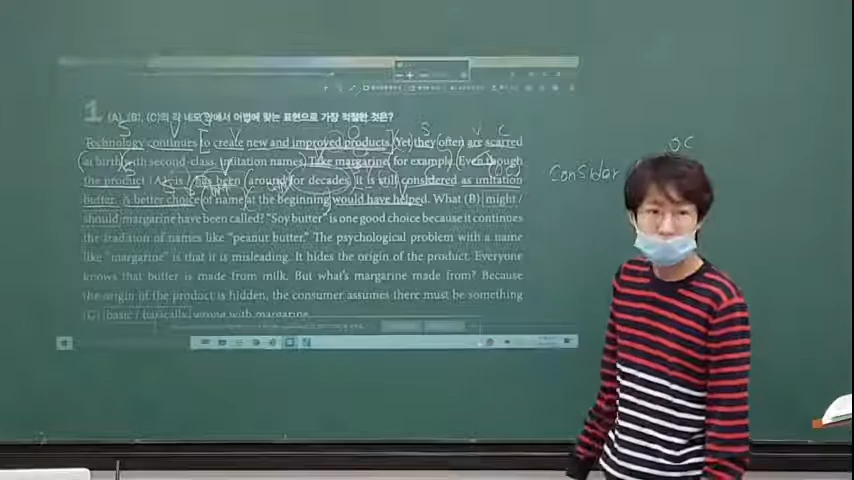 1 (A), (B), (C)의 각 네모 안에서 어법에 맞는 표현으로 가장 적절한 것은?
Technology continues to create new and improved products. Yet they often are scarred
at birth with second-class, imitation names. Take margarine, for example. Even though
the product (A) is / has been around for decades, it is still considered as imitation
butter. A better choice of name at the beginning would have helped. What (B) might /
should margarine have been called? "Soy butter" is one good choice because it continues
the tradition of names like "peanut butter." The psychological problem with a name
like "margarine" is that it is misleading. It hides the origin of the product. Everyone
knows that butter is made from milk. But what's margarine made from? Because
the origin of the product is hidden, the consumer assumes there must be something
(C) basic / basically wrong with margarine.
S V S V O S V C
OC
Consider